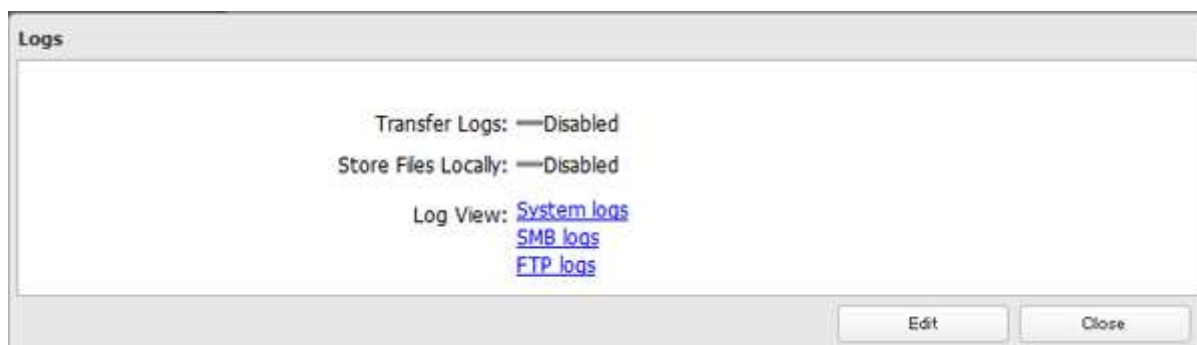 Logs
Transfer Logs: Disabled
Store Files Locally: Disabled
Log View: System logs
SMB logs
FTP logs
Edit Close